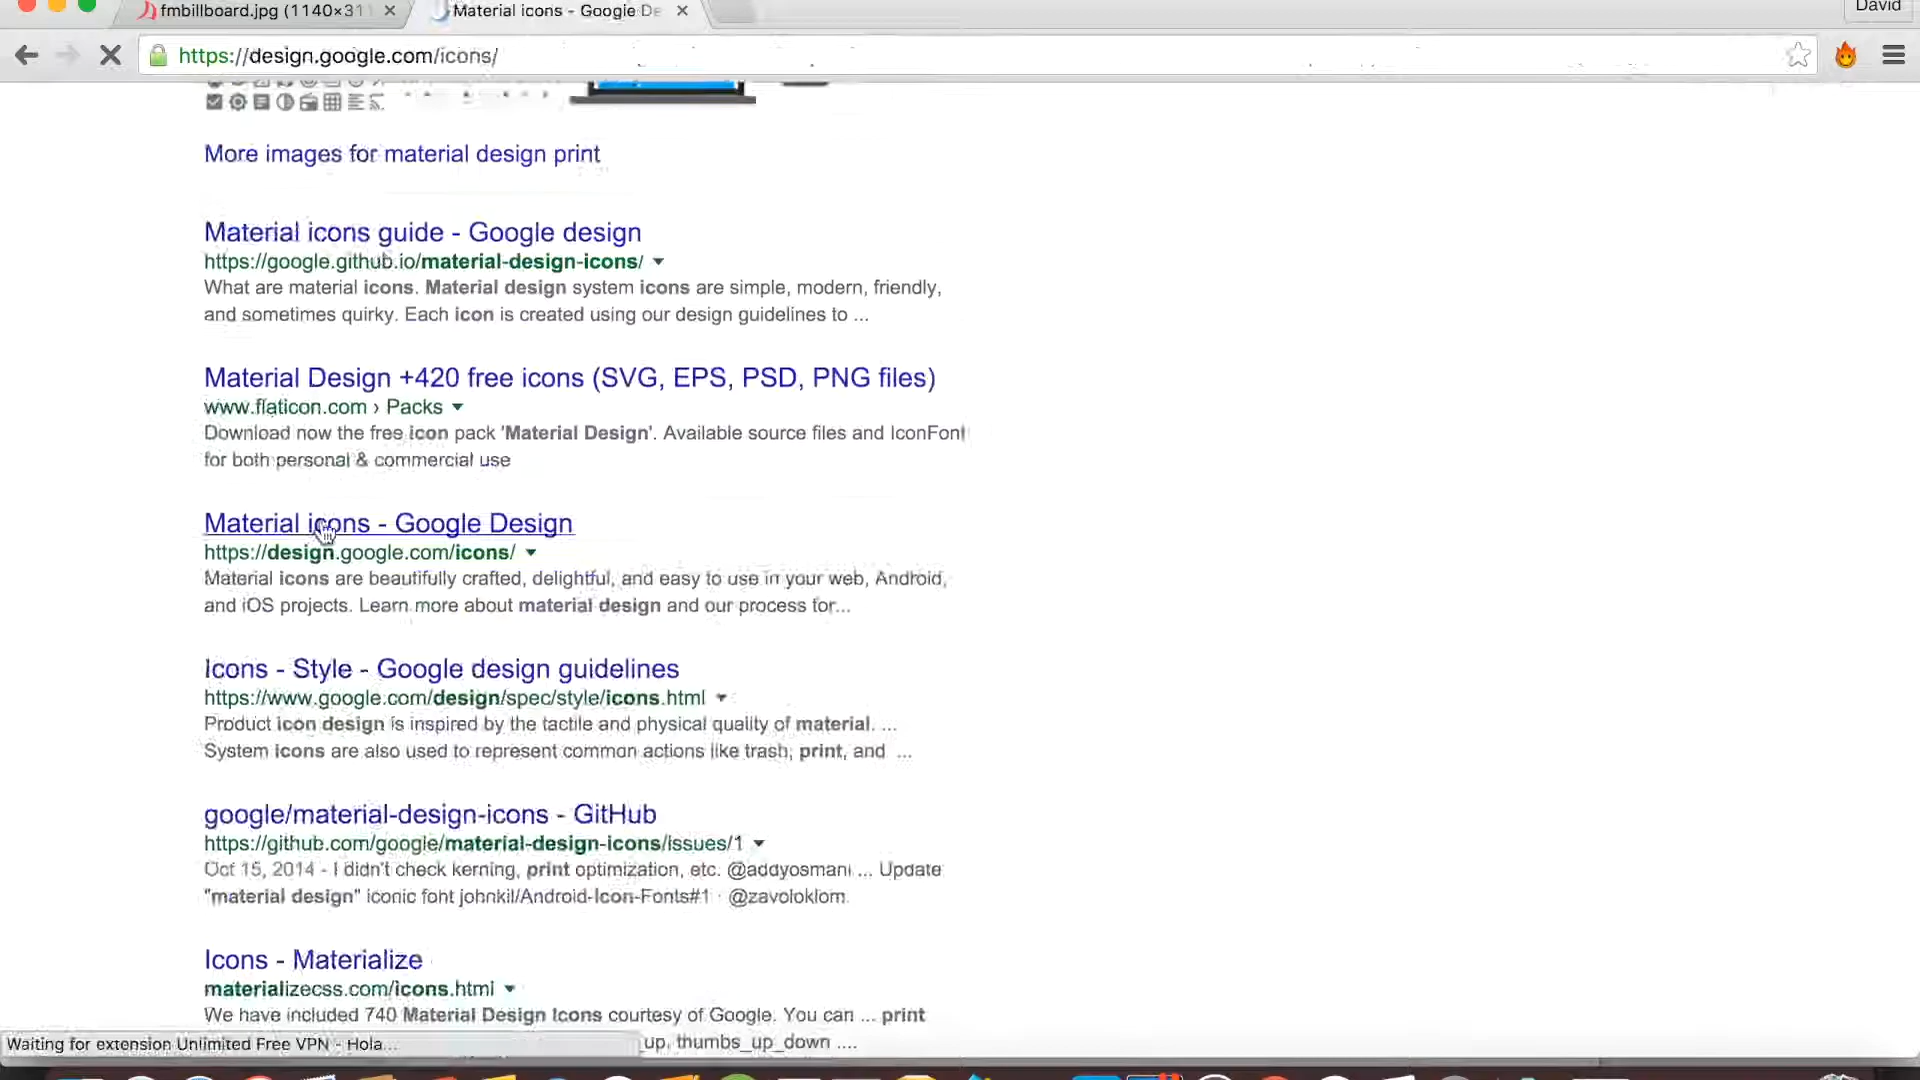 fmbillboard.jpg (1140×311
Material icons - Google De
David
https://design.google.com/icons/
More images for material design print
Material icons guide - Google design
https://google.github.io/material-design-icons/
What are material icons. Material design system icons are simple, modern, friendly,
and sometimes quirky. Each icon is created using our design guidelines to ...
Material Design +420 free icons (SVG, EPS, PSD, PNG files)
www.flaticon.com › Packs
Download now the free icon pack 'Material Design'. Available source files and IconFont
for both personal & commercial use
Material icons - Google Design
https://design.google.com/icons/
Material icons are beautifully crafted, delightful, and easy to use in your web, Android,
and iOS projects. Learn more about material design and our process for...
Icons - Style - Google design guidelines
https://www.google.com/design/spec/style/icons.html
Product icon design is inspired by the tactile and physical quality of material. ...
System icons are also used to represent common actions like trash, print, and ...
google/material-design-icons - GitHub
https://github.com/google/material-design-icons/issues/1
Oct 15, 2014 - I didn't check kerning, print optimization, etc. @addyosmani ... Update
"material design" iconic font johnkil/Android-Icon-Fonts#1 · @zavoloklom.
Icons - Materialize
materializecss.com/icons.html
We have included 740 Material Design Icons courtesy of Google. You can ... print
up, thumbs_up_down ....
Waiting for extension Unlimited Free VPN - Hola...